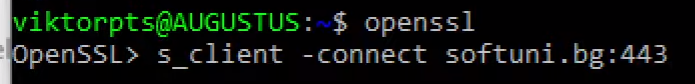 viktorpts@AUGUSTUS:~$ openssl
OpenSSL> s_client -connect softuni.bg:443